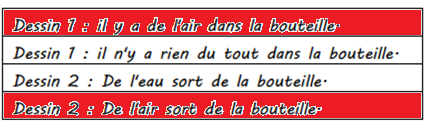 Dessin 1 : il y a de l'air dans la bouteille.
Dessin 1 : il n'y a rien du tout dans la bouteille.
Dessin 2 : De l'eau sort de la bouteille.
Dessin 2 : De l'air sort de la bouteille.